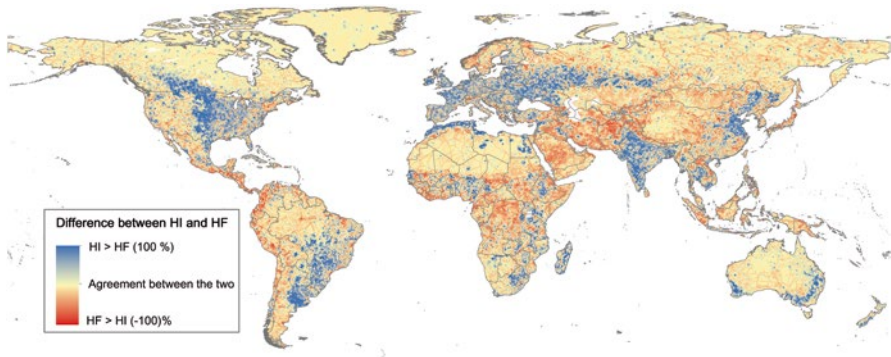 Difference between HI and HF
HI > HF (100 %)
Agreement between the two
HF > HI (-100)%